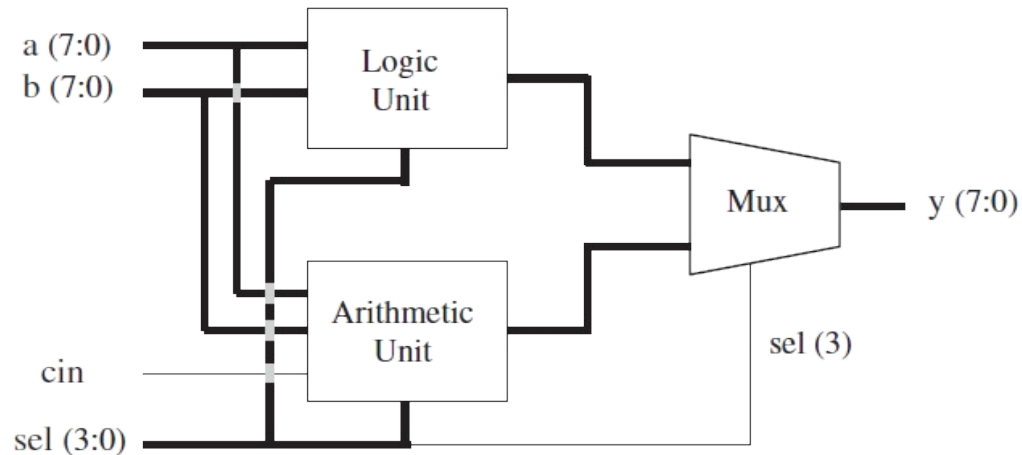 a (7:0)
b (7:0)
Logic
Unit
Mux
y (7:0)
Arithmetic
Unit
sel (3)
cin
sel (3:0)